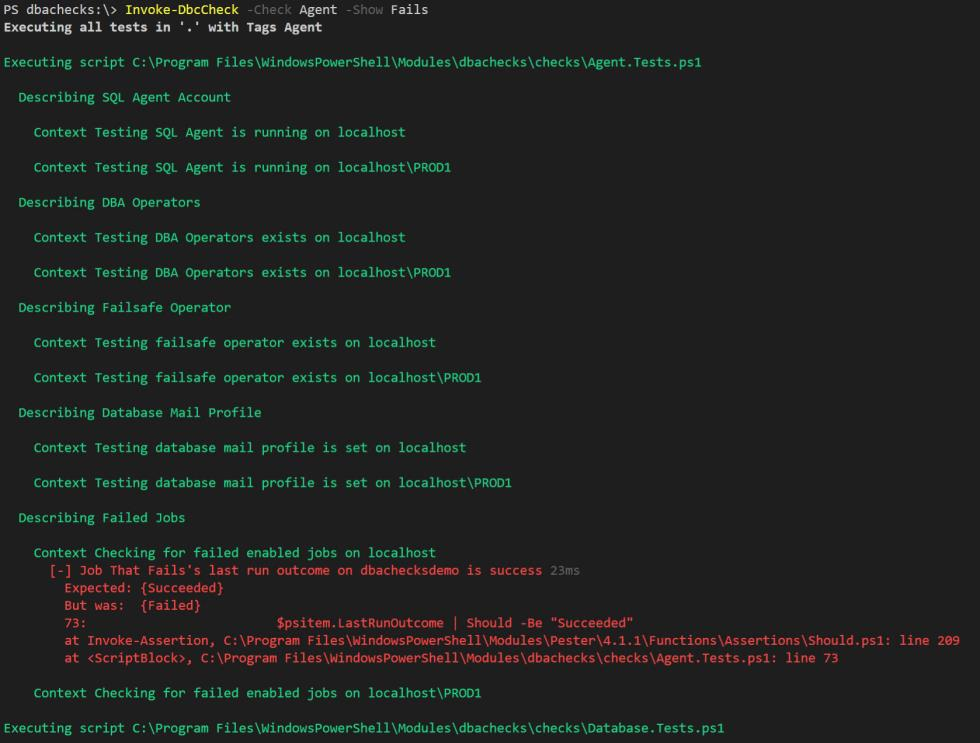 PS dbachecks:\> Invoke-DbcCheck -Check Agent -Show Fails
Executing all tests in '.' with Tags Agent
Executing script C:\Program Files\WindowsPowerShell\Modules\dbachecks\checks\Agent.Tests.ps1
Describing SQL Agent Account
Context Testing SQL Agent is running on localhost
Context Testing SQL Agent is running on localhost\PROD1
Describing DBA Operators
Context Testing DBA Operators exists on localhost
Context Testing DBA Operators exists on localhost\PROD1
Describing Failsafe Operator
Context Testing failsafe operator exists on localhost
Context Testing failsafe operator exists on localhost\PROD1
Describing Database Mail Profile
Context Testing database mail profile is set on localhost
Context Testing database mail profile is set on localhost\PROD1
Describing Failed Jobs
Context Checking for failed enabled jobs on localhost
[-] Job That Fails's last run outcome on dbachecksdemo is success 23ms
Expected: {Succeeded}
But was:  {Failed}
73:             $psitem.LastRunOutcome | Should -Be "Succeeded"
at Invoke-Assertion, C:\Program Files\WindowsPowerShell\Modules\Pester\4.1.1\Functions\Assertions\Should.ps1: line 209
at <ScriptBlock>, C:\Program Files\WindowsPowerShell\Modules\dbachecks\checks\Agent.Tests.ps1: line 73
Context Checking for failed enabled jobs on localhost\PROD1
Executing script C:\Program Files\WindowsPowerShell\Modules\dbachecks\checks\Database.Tests.ps1